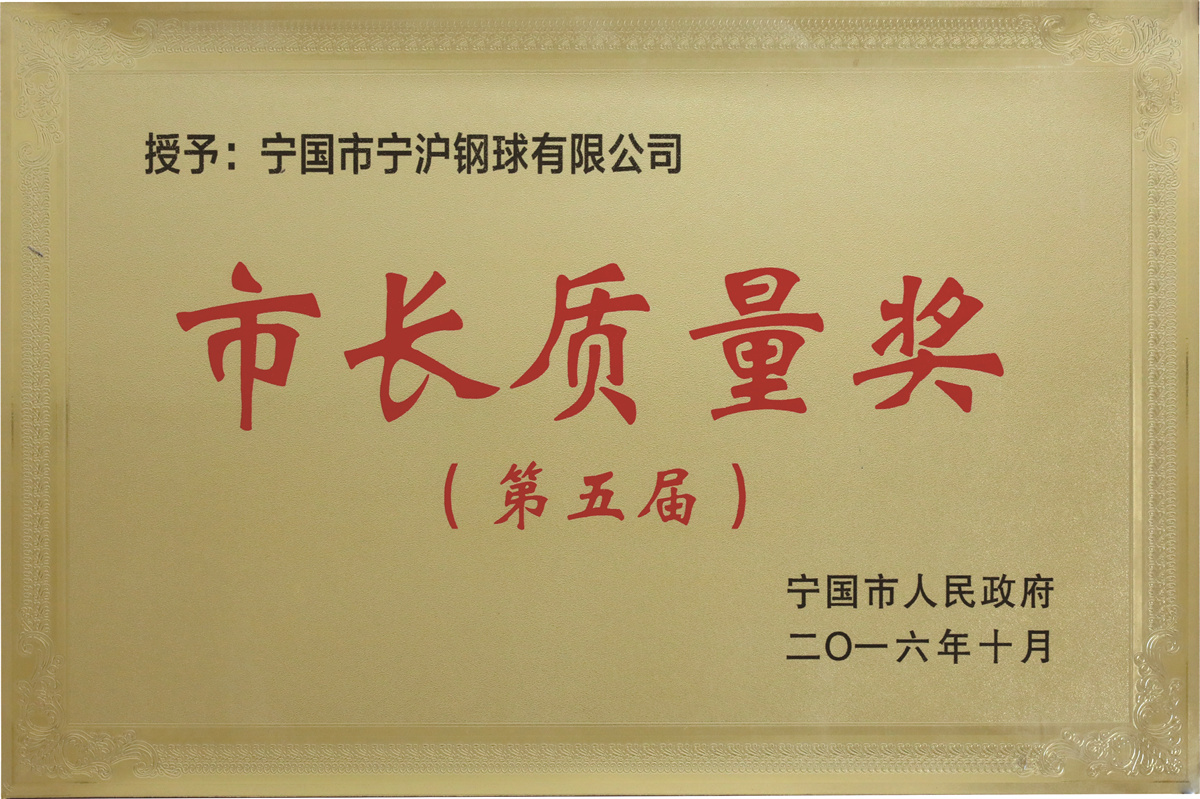 授予：宁国市宁沪钢球有限公司
市长质量奖
（第五届）
宁国市人民政府
二〇一六年十月